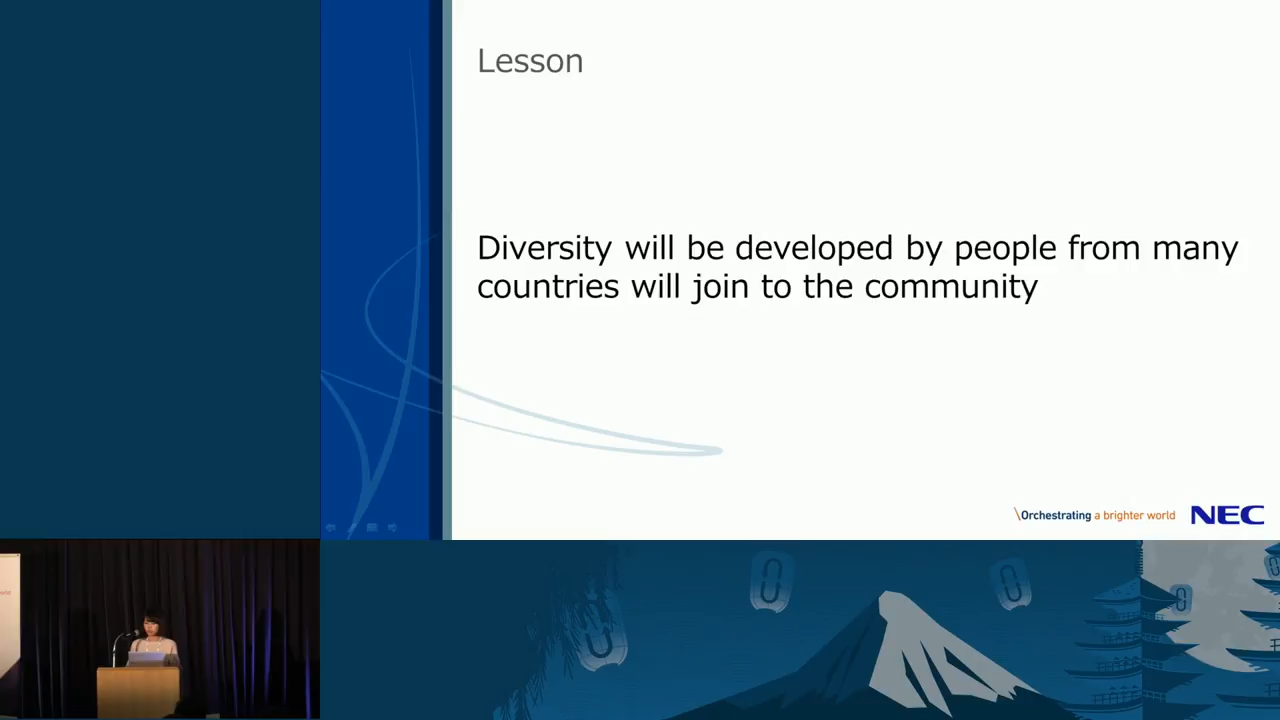 Lesson
Diversity will be developed by people from many
countries will join to the community
\Orchestrating a brighter world NEC